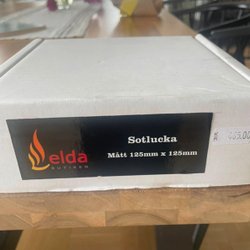 Sotlucka
Mått 125mm x 125mm
elda
BUTIKEN